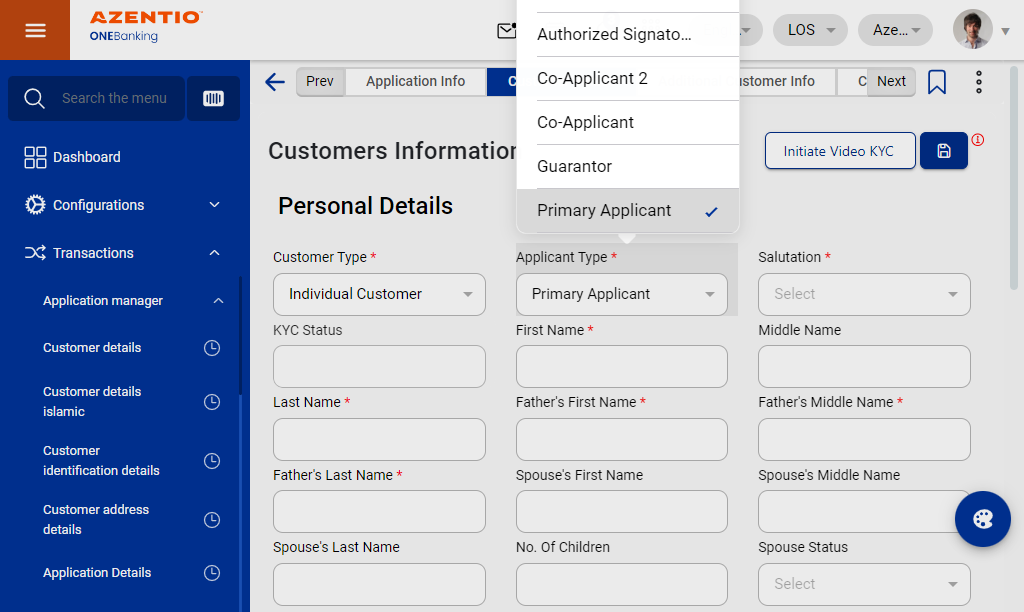 AZENTIO
ONEBanking
LOS
Aze...
Search the menu
Dashboard
Configurations
Transactions
Application manager
Customer details
Customer details
islamic
Customer
identification details
Customer address
details
Application Details
Prev
Application Info
C
ustomer Info
C
Next
Authorized Signato...
Co-Applicant 2
Co-Applicant
Guarantor
Primary Applicant
Customers Information
Initiate Video KYC
Personal Details
Customer Type *
Applicant Type *
Salutation *
Individual Customer
Primary Applicant
Select
KYC Status
First Name *
Middle Name
Last Name *
Father's First Name *
Father's Middle Name *
Father's Last Name *
Spouse's First Name
Spouse's Middle Name
Spouse's Last Name
No. Of Children
Spouse Status
Select